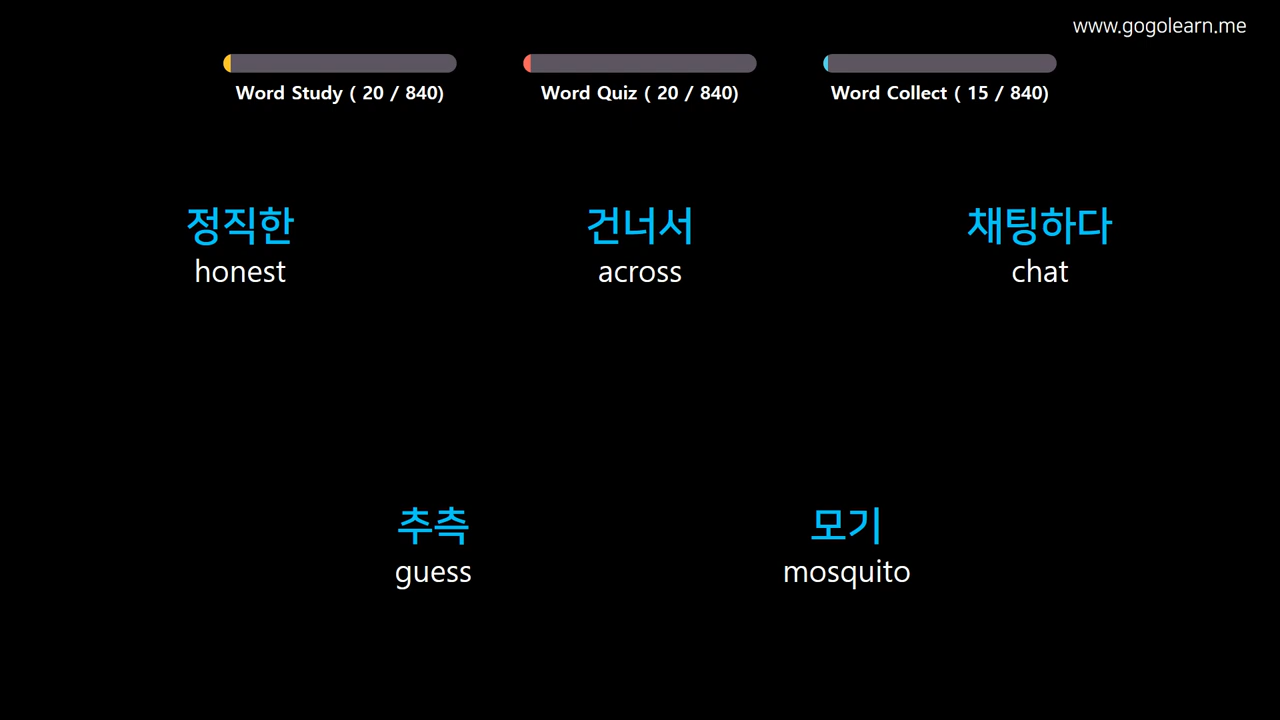 www.gogolearn.me
Word Study ( 20 / 840)
Word Quiz ( 20 / 840)
Word Collect ( 15 / 840)
정직한
honest
건너서
across
채팅하다
chat
추측
guess
모기
mosquito